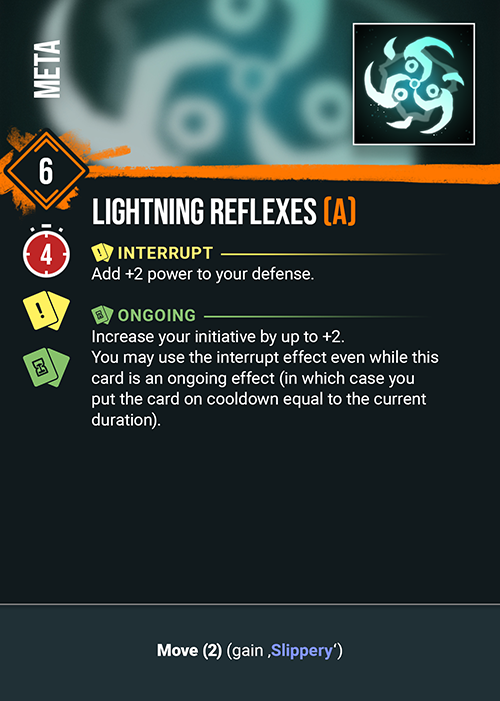 META
6
LIGHTNING REFLEXES (A)
4
! INTERRUPT
Add +2 power to your defense.
!
ONGOING
Increase your initiative by up to +2.
You may use the interrupt effect even while this
card is an ongoing effect (in which case you
put the card on cooldown equal to the current
duration).
Move (2) (gain ‚Slippery‘)